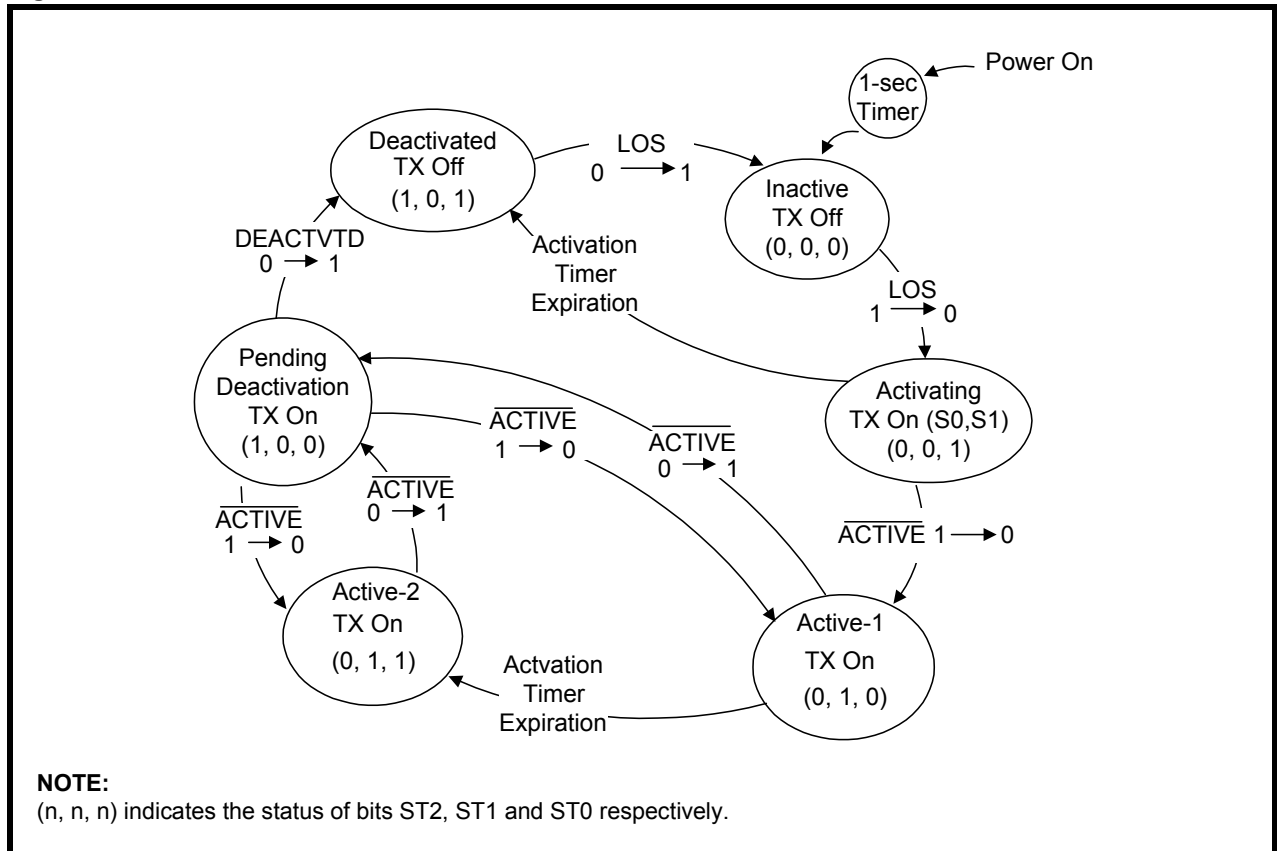 Power On
1-sec
Timer
Deactivated
TX Off
(1, 0, 1)
LOS
0 → 1
Inactive
TX Off
(0, 0, 0)
DEACTVTD
0 → 1
Activation
Timer
Expiration
LOS
1 → 0
Pending
Deactivation
TX On
(1, 0, 0)
Activating
TX On (S0,S1)
(0, 0, 1)
ACTIVE
1 → 0
ACTIVE
0 → 1
ACTIVE
0 → 1
ACTIVE
1 → 0
ACTIVE 1 → 0
Active-2
TX On
(0, 1, 1)
Active-1
TX On
(0, 1, 0)
Actvation
Timer
Expiration
NOTE:
(n, n, n) indicates the status of bits ST2, ST1 and ST0 respectively.